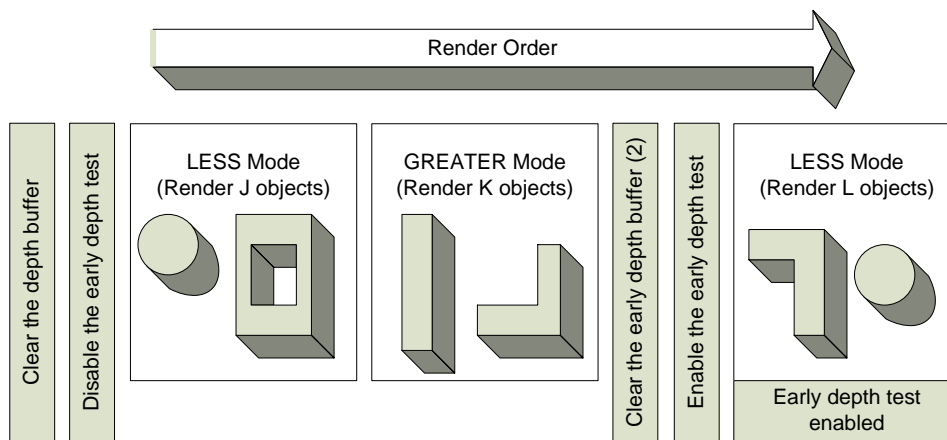 Render Order
Clear the depth buffer
Disable the early depth test
LESS Mode
(Render J objects)
GREATER Mode
(Render K objects)
Clear the early depth buffer (2)
Enable the early depth test
LESS Mode
(Render L objects)
Early depth test
enabled